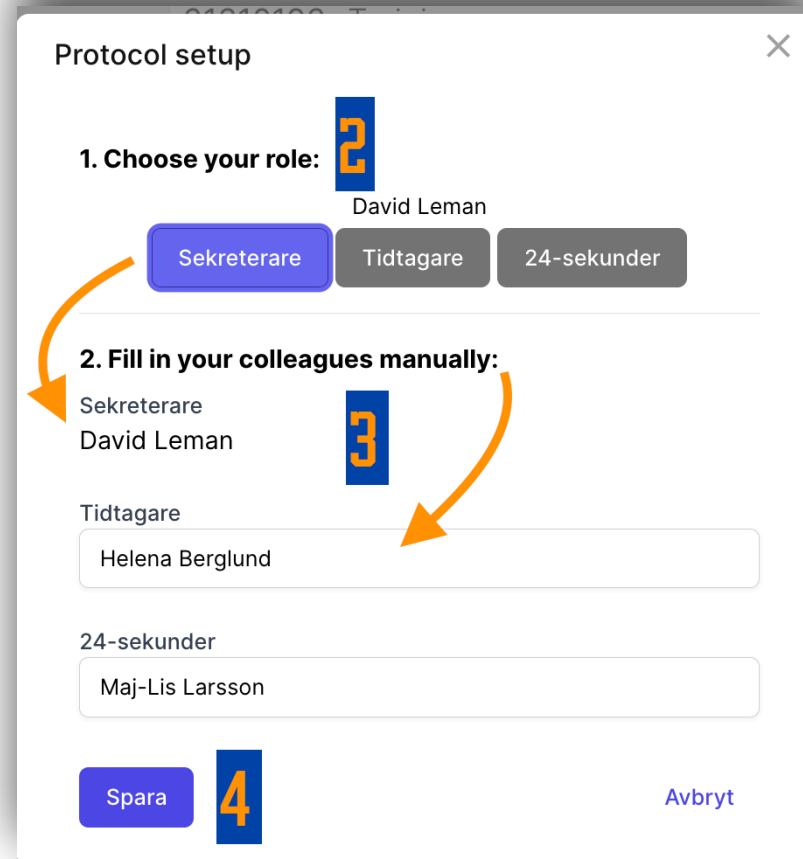 Protocol setup
1. Choose your role: 2
David Leman
Sekreterare Tidtagare 24-sekunder
2. Fill in your colleagues manually:
Sekreterare
David Leman 3
Tidtagare
Helena Berglund
24-sekunder
Maj-Lis Larsson
Spara 4 Avbryt